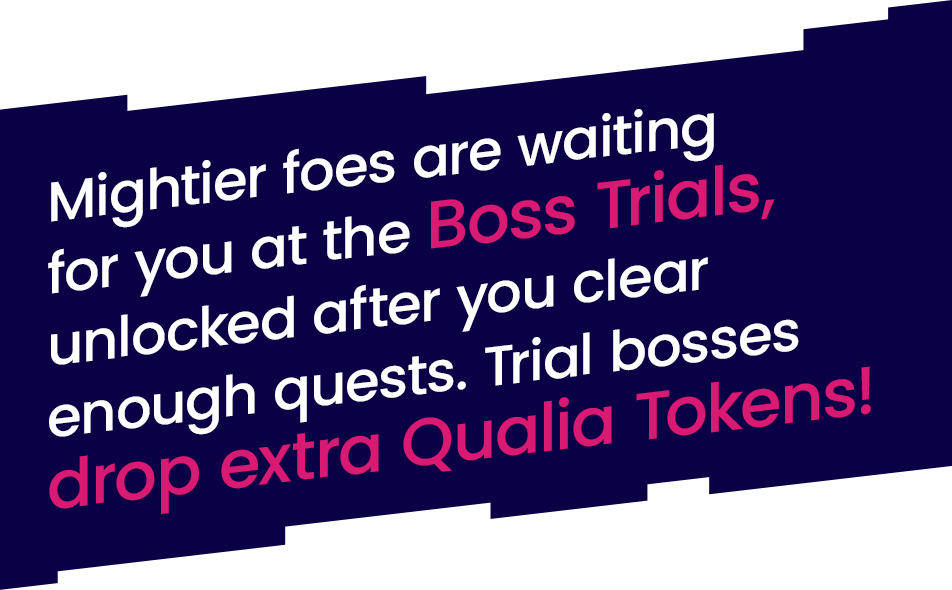 Mightier foes are waiting
for you at the Boss Trials,
unlocked after you clear
enough quests. Trial bosses
drop extra Qualia Tokens!